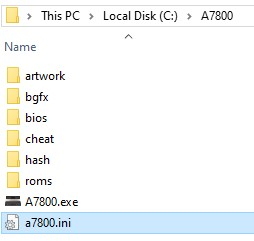 This PC > Local Disk (C:) > A7800
Name
artwork
bgfx
bios
cheat
hash
roms
A7800.exe
a7800.ini